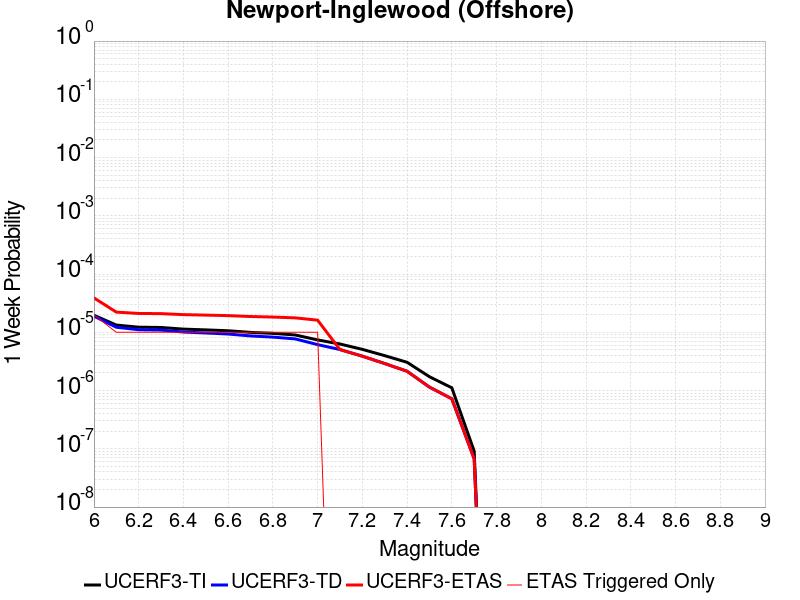 Newport-Inglewood (Offshore)
10^0
10^-1
10^-2
10^-3
10^-4
10^-5
10^-6
10^-7
10^-8
1 Week Probability
6 6.2 6.4 6.6 6.8 7 7.2 7.4 7.6 7.8 8 8.2 8.4 8.6 8.8 9
Magnitude
UCERF3-TI UCERF3-TD UCERF3-ETAS ETAS Triggered Only